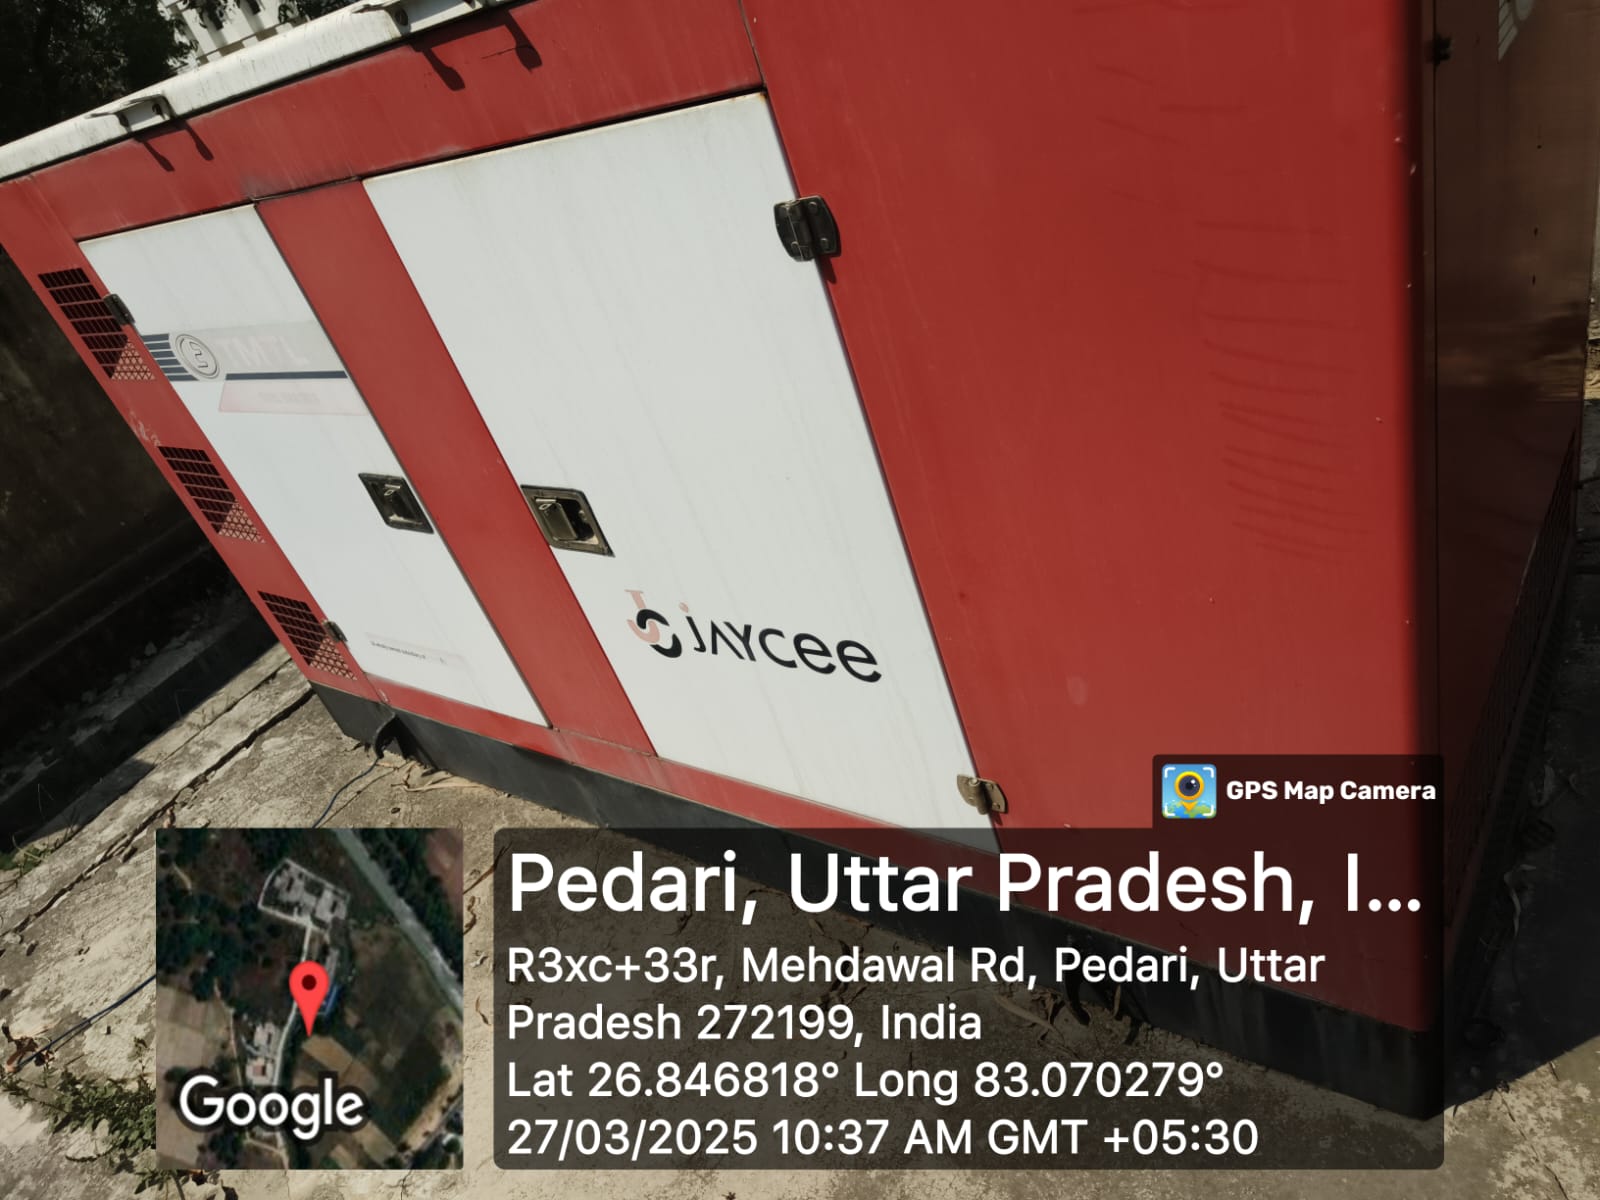 TMTL
JAYCEE
GPS Map Camera
Pedari, Uttar Pradesh, I...
R3xc+33r, Mehdawal Rd, Pedari, Uttar
Pradesh 272199, India
Lat 26.846818° Long 83.070279°
27/03/2025 10:37 AM GMT +05:30
Google